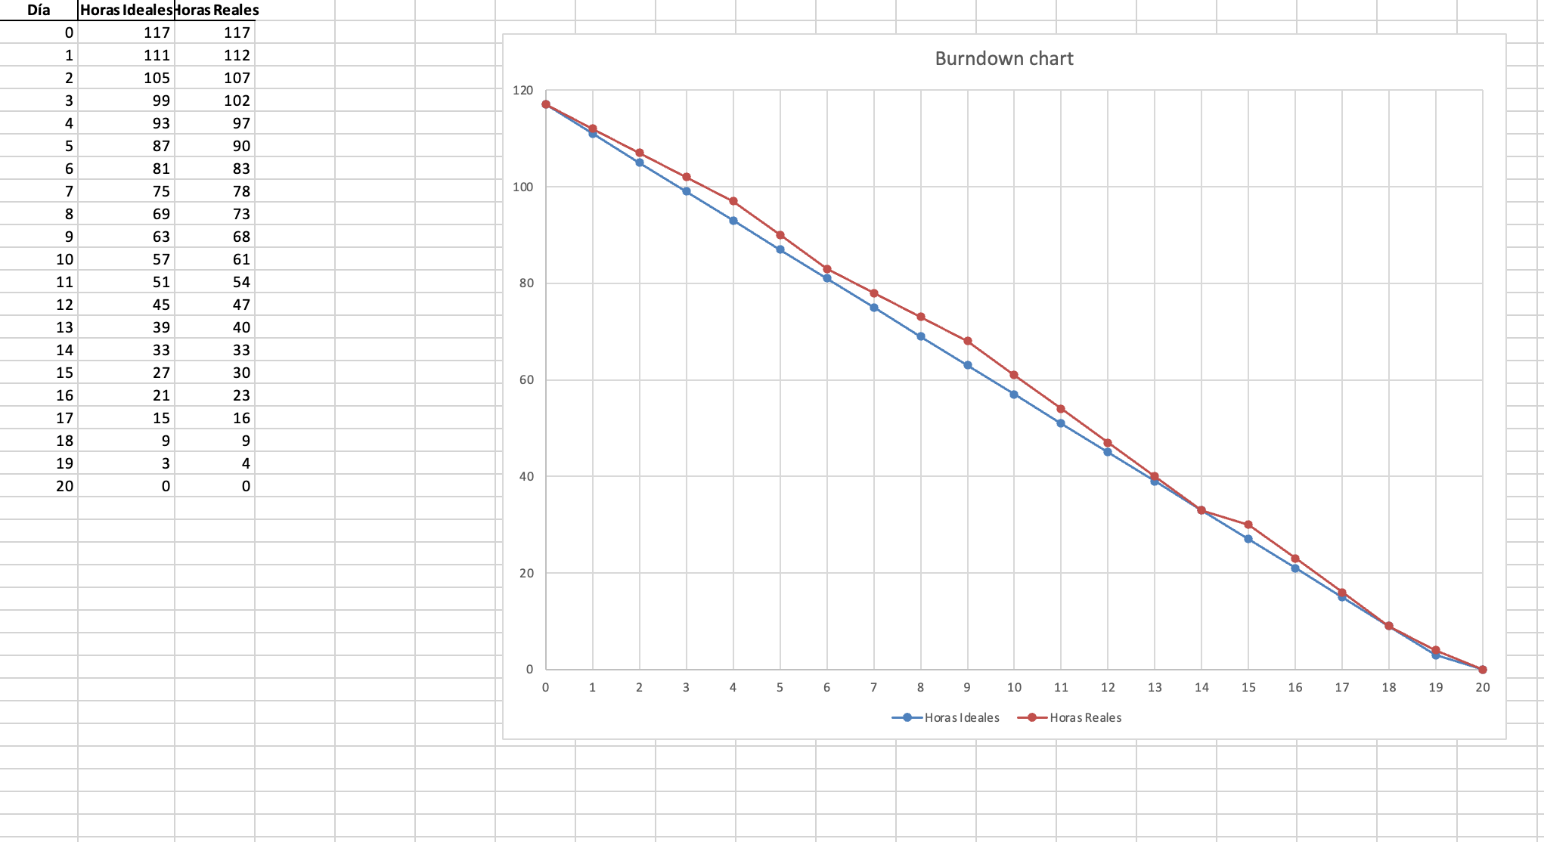 Día Horas Ideales Horas Reales
0 117 117
1 111 112
2 105 107
3 99 102
4 93 97
5 87 90
6 81 83
7 75 78
8 69 73
9 63 68
10 57 61
11 51 54
12 45 47
13 39 40
14 33 33
15 27 30
16 21 23
17 15 16
18 9 9
19 3 4
20 0 0
Burndown chart
120
100
80
60
40
20
0
0 1 2 3 4 5 6 7 8 9 10 11 12 13 14 15 16 17 18 19 20
Horas Ideales Horas Reales